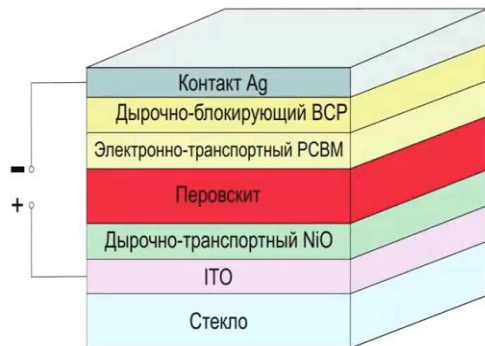 Контакт Ag
Дырочно-блокирующий BCP
Электронно-транспортный PCBM
-
Перовскит
+
Дырочно-транспортный NiO
ITO
Стекло